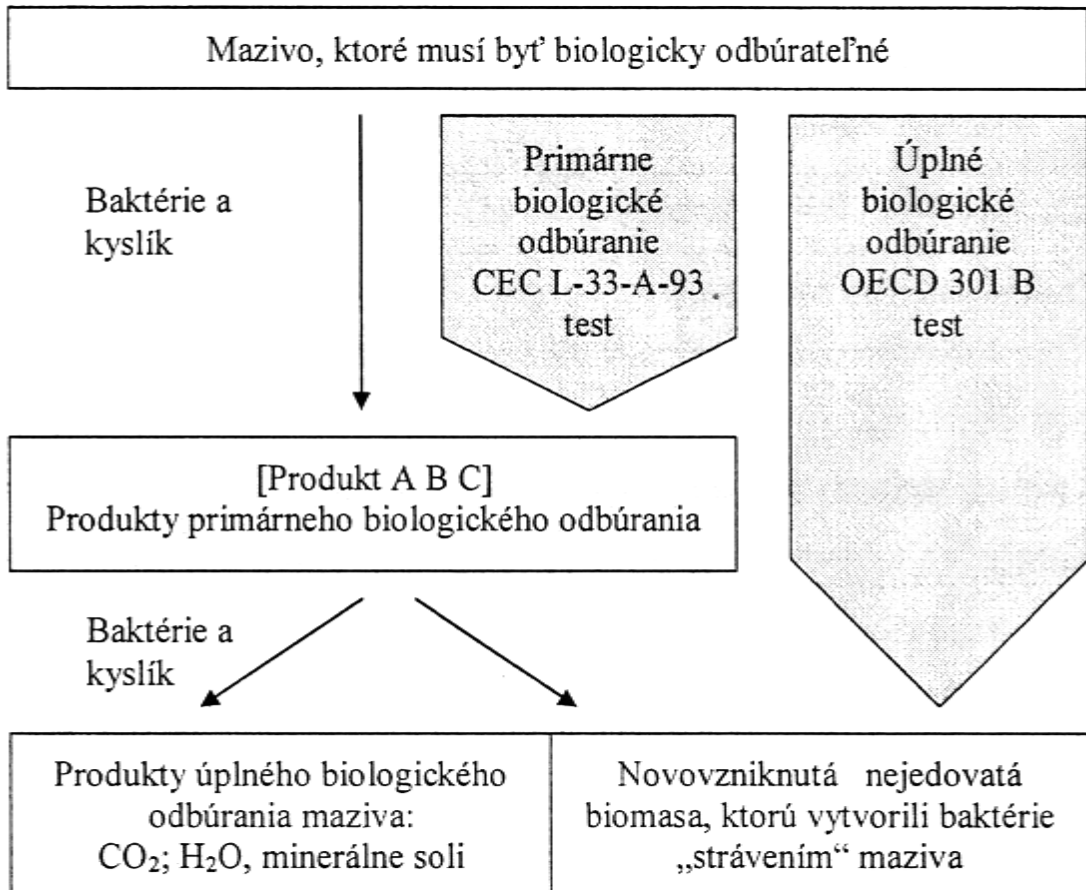 Mazivo, ktoré musí byť biologicky odbúrateľné
Baktérie a
kyslík
Primárne
biologické
odbúranie
CEC L-33-A-93
test
Úplné
biologické
odbúranie
OECD 301 B
test
[Produkt A B C]
Produkty primárneho biologického odbúrania
Baktérie a
kyslík
Produkty úplného biologického
odbúrania maziva:
CO₂; H₂O, minerálne soli
Novovzniknutá nejedovatá
biomasa, ktorú vytvorili baktérie
„strávením“ maziva